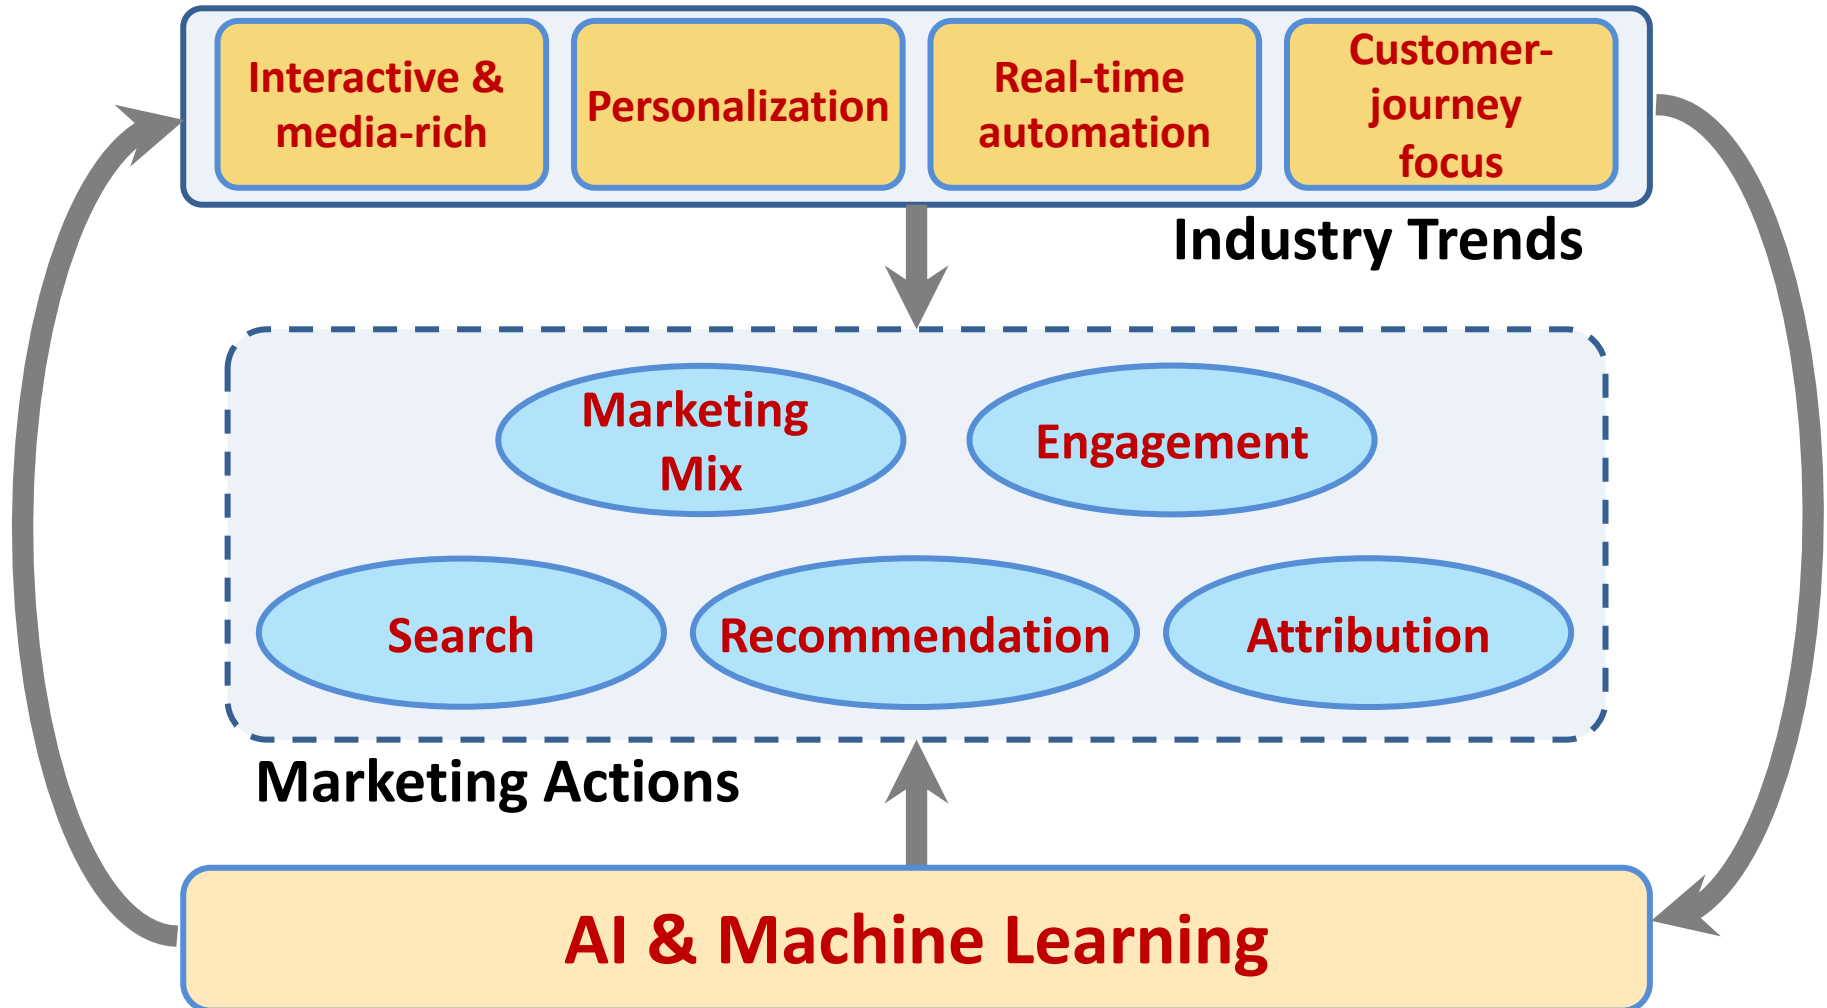 Interactive &
media-rich
Personalization
Real-time
automation
Customer-
journey
focus
Industry Trends
Marketing
Mix
Engagement
Search
Recommendation
Attribution
Marketing Actions
AI & Machine Learning